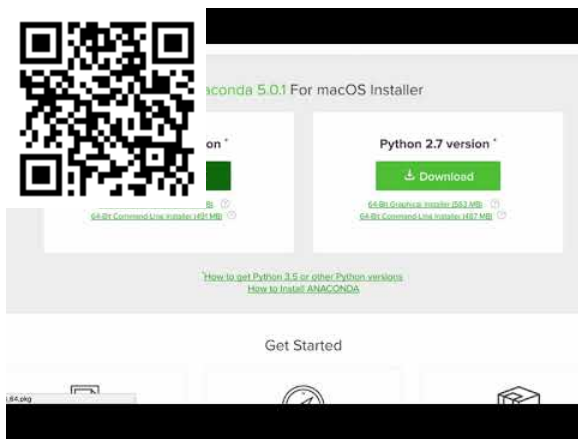 aconda 5.0.1 For macOS Installer
on *
Python 2.7 version *
Download
64-Bit Graphical Installer (563 MB)
64-Bit Command-Line Installer (491 MB)
64-Bit Command-Line Installer (487 MB)
*How to get Python 3.5 or other Python versions
How to Install ANACONDA
Get Started
_64.pkg